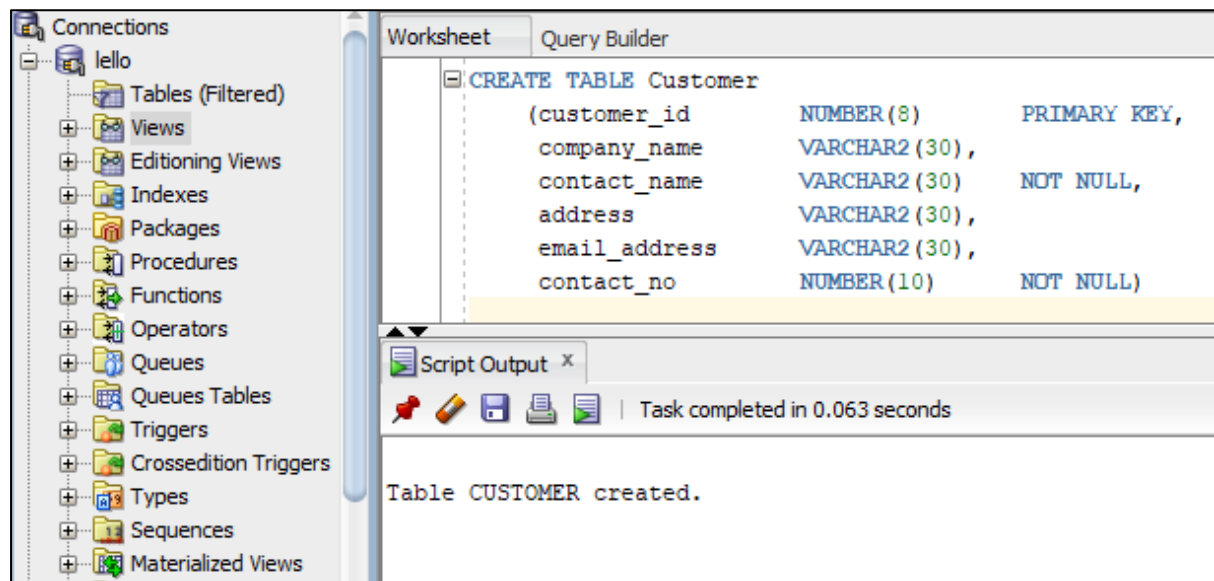 Connections
lello
Tables (Filtered)
Views
Editioning Views
Indexes
Packages
Procedures
Functions
Operators
Queues
Queues Tables
Triggers
Crossedition Triggers
Types
Sequences
Materialized Views
Worksheet Query Builder
CREATE TABLE Customer
(customer_id NUMBER(8) PRIMARY KEY,
company_name VARCHAR2(30),
contact_name VARCHAR2(30) NOT NULL,
address VARCHAR2(30),
email_address VARCHAR2(30),
contact_no NUMBER(10) NOT NULL)
Script Output x
Task completed in 0.063 seconds
Table CUSTOMER created.